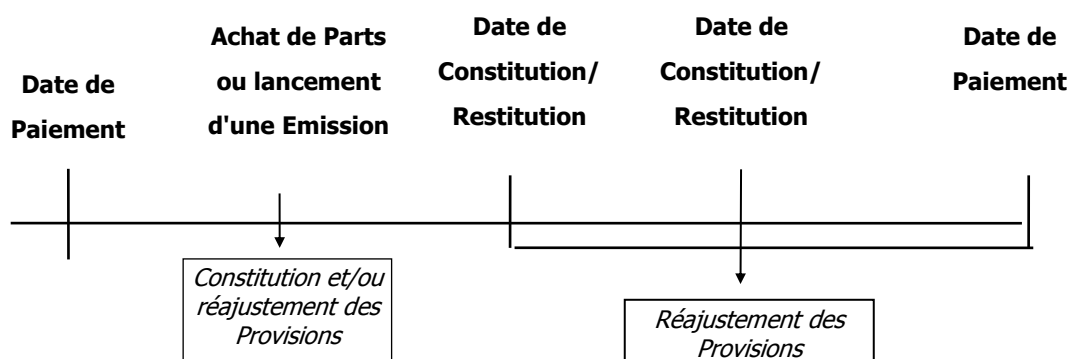 Date de
Paiement
Achat de Parts
ou lancement
d'une Emission
Date de
Constitution/
Restitution
Date de
Constitution/
Restitution
Date de
Paiement
Constitution et/ou
réajustement des
Provisions
Réajustement des
Provisions